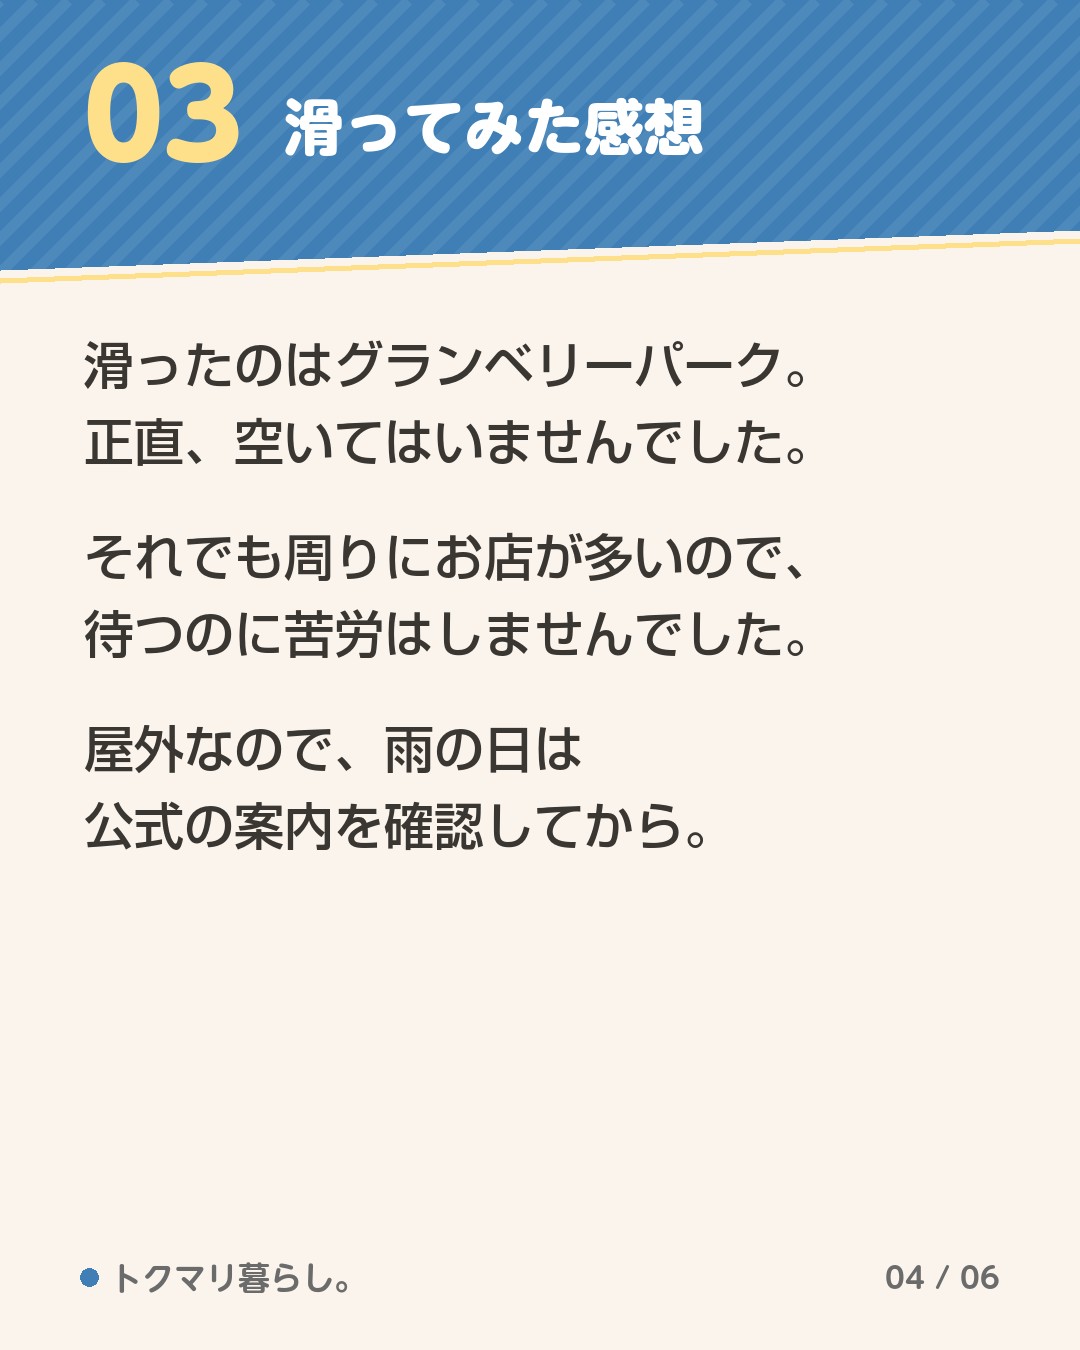 03 滑ってみた感想
滑ったのはグランベリーパーク。
正直、空いてはいませんでした。
それでも周りにお店が多いので、
待つのに苦労はしませんでした。
屋外なので、雨の日は
公式の案内を確認してから。
トクマリ暮らし。
04 / 06